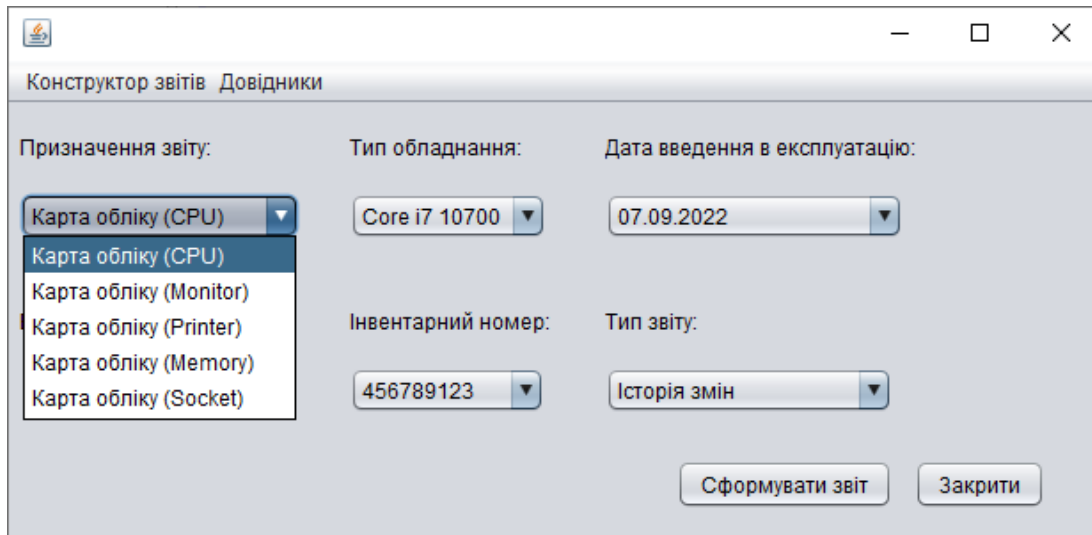 Конструктор звітів Довідники
Призначення звіту: Тип обладнання: Дата введення в експлуатацію:
Карта обліку (CPU) Core i7 10700 07.09.2022
Карта обліку (CPU)
Карта обліку (Monitor)
Карта обліку (Printer) Інвентарний номер: Тип звіту:
Карта обліку (Memory)
Карта обліку (Socket) 456789123 Історія змін
Сформувати звіт Закрити